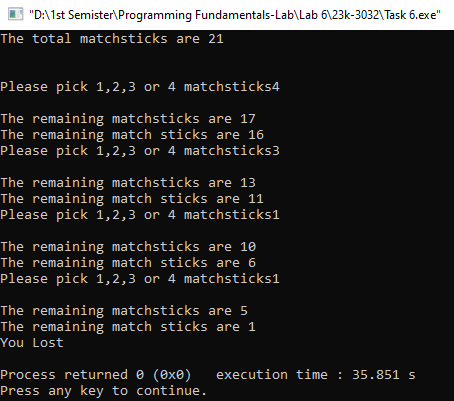 "D:\1st Semister\Programming Fundamentals-Lab\Lab 6\23k-3032\Task 6.exe"
The total matchsticks are 21
Please pick 1,2,3 or 4 matchsticks4
The remaining matchsticks are 17
The remaining match sticks are 16
Please pick 1,2,3 or 4 matchsticks3
The remaining matchsticks are 13
The remaining match sticks are 11
Please pick 1,2,3 or 4 matchsticks1
The remaining matchsticks are 10
The remaining match sticks are 6
Please pick 1,2,3 or 4 matchsticks1
The remaining matchsticks are 5
The remaining match sticks are 1
You Lost
Process returned 0 (0x0)   execution time : 35.851 s
Press any key to continue.